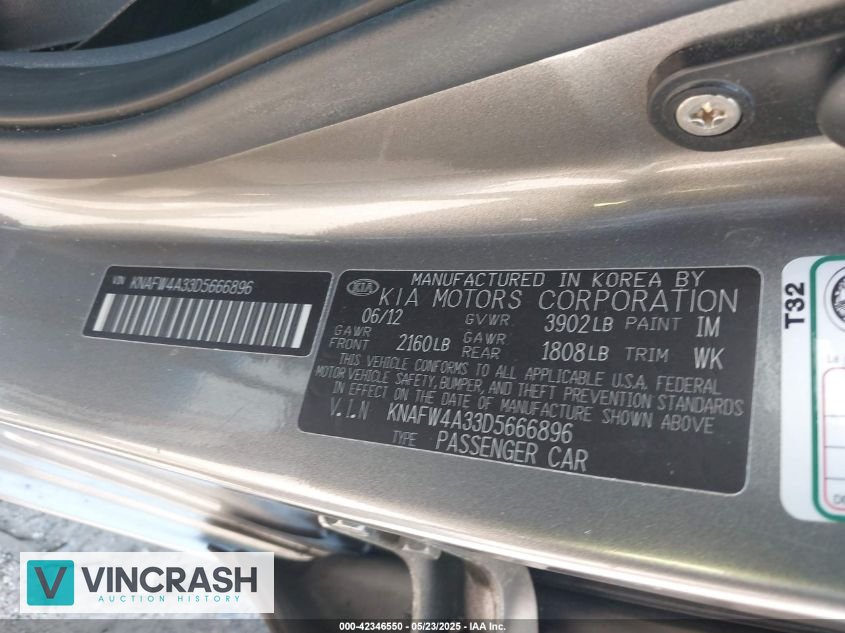 VIN KNAFW4A33D5666896
KIA
MANUFACTURED IN KOREA BY
KIA MOTORS CORPORATION
06/12 GVWR 3902LB PAINT IM
GAWR FRONT 2160LB GAWR REAR 1808LB TRIM WK
THIS VEHICLE CONFORMS TO ALL APPLICABLE U.S.A. FEDERAL
MOTOR VEHICLE SAFETY, BUMPER, AND THEFT PREVENTION STANDARDS
IN EFFECT ON THE DATE OF MANUFACTURE SHOWN ABOVE
V.I.N KNAFW4A33D5666896
TYPE PASSENGER CAR
T32
V VINCRASH
AUCTION HISTORY
000-42346550 - 05/23/2025 - IAA Inc.